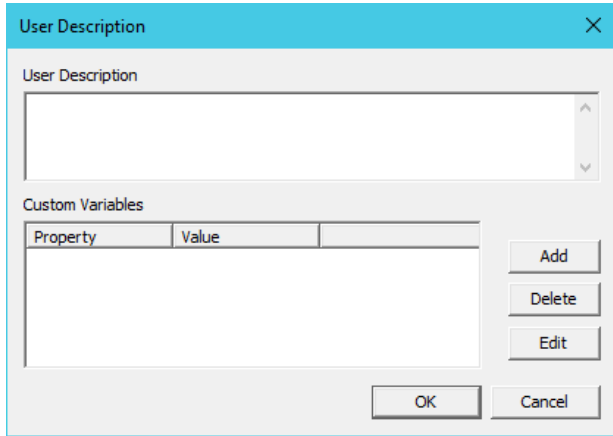 User Description
User Description
Custom Variables
Property Value
Add
Delete
Edit
OK Cancel